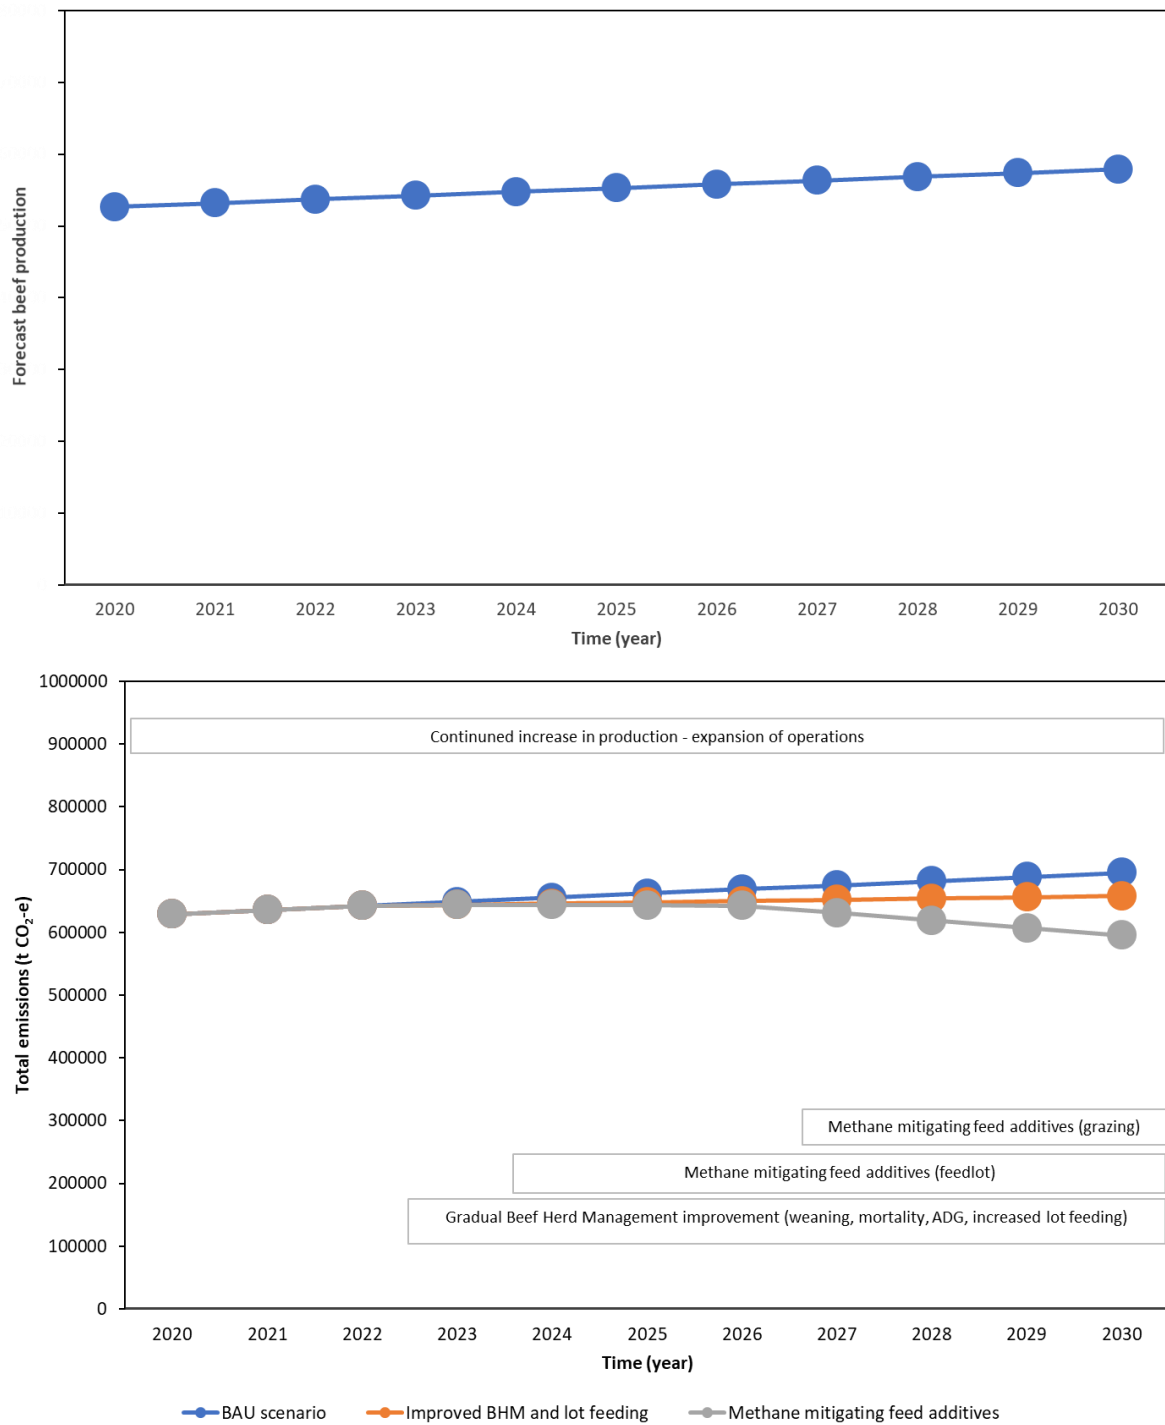 Forecast beef production
2020 2021 2022 2023 2024 2025 2026 2027 2028 2029 2030
Time (year)
Total emissions (t CO₂-e)
1000000
900000
800000
700000
600000
500000
400000
300000
200000
100000
0
Continuned increase in production - expansion of operations
Methane mitigating feed additives (grazing)
Methane mitigating feed additives (feedlot)
Gradual Beef Herd Management improvement (weaning, mortality, ADG, increased lot feeding)
2020 2021 2022 2023 2024 2025 2026 2027 2028 2029 2030
Time (year)
BAU scenario Improved BHM and lot feeding Methane mitigating feed additives